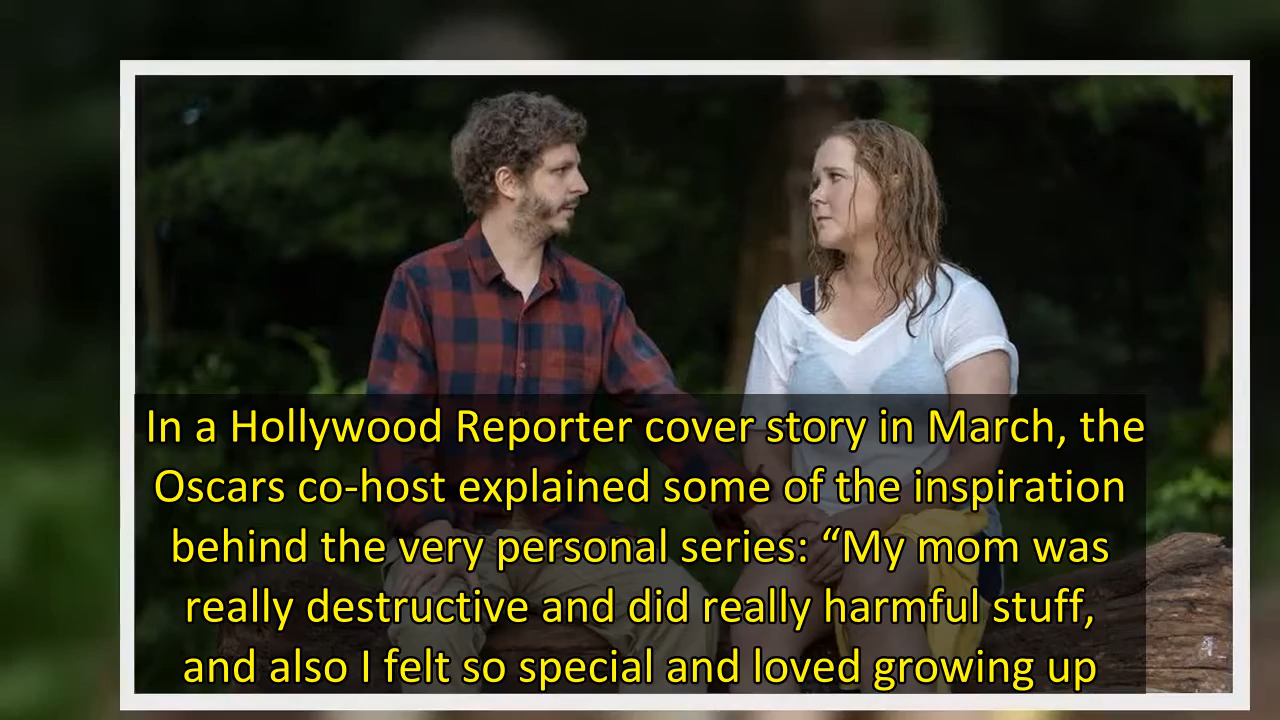 In a Hollywood Reporter cover story in March, the
Oscars co-host explained some of the inspiration
behind the very personal series: “My mom was
really destructive and did really harmful stuff,
and also I felt so special and loved growing up